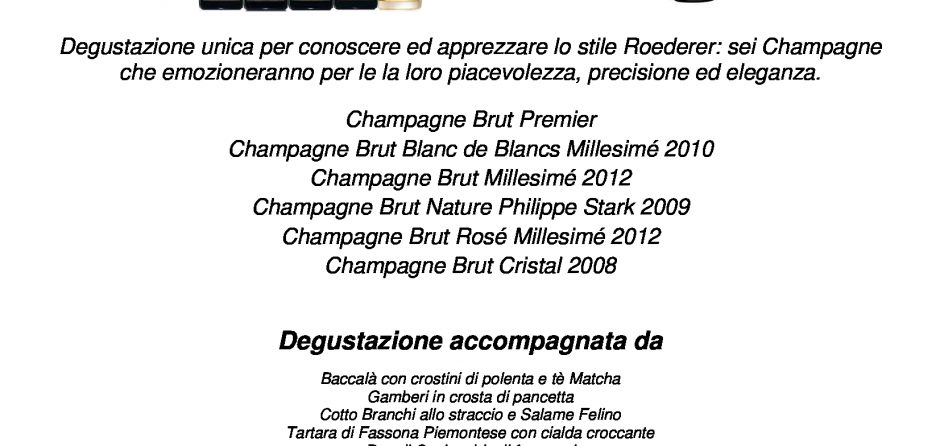 Degustazione unica per conoscere ed apprezzare lo stile Roederer: sei Champagne
che emozioneranno per le la loro piacevolezza, precisione ed eleganza.
Champagne Brut Premier
Champagne Brut Blanc de Blancs Millesimé 2010
Champagne Brut Millesimé 2012
Champagne Brut Nature Philippe Stark 2009
Champagne Brut Rosé Millesimé 2012
Champagne Brut Cristal 2008
Degustazione accompagnata da
Baccalà con crostini di polenta e tè Matcha
Gamberi in crosta di pancetta
Cotto Branchi allo straccio e Salame Felino
Tartara di Fassona Piemontese con cialda croccante